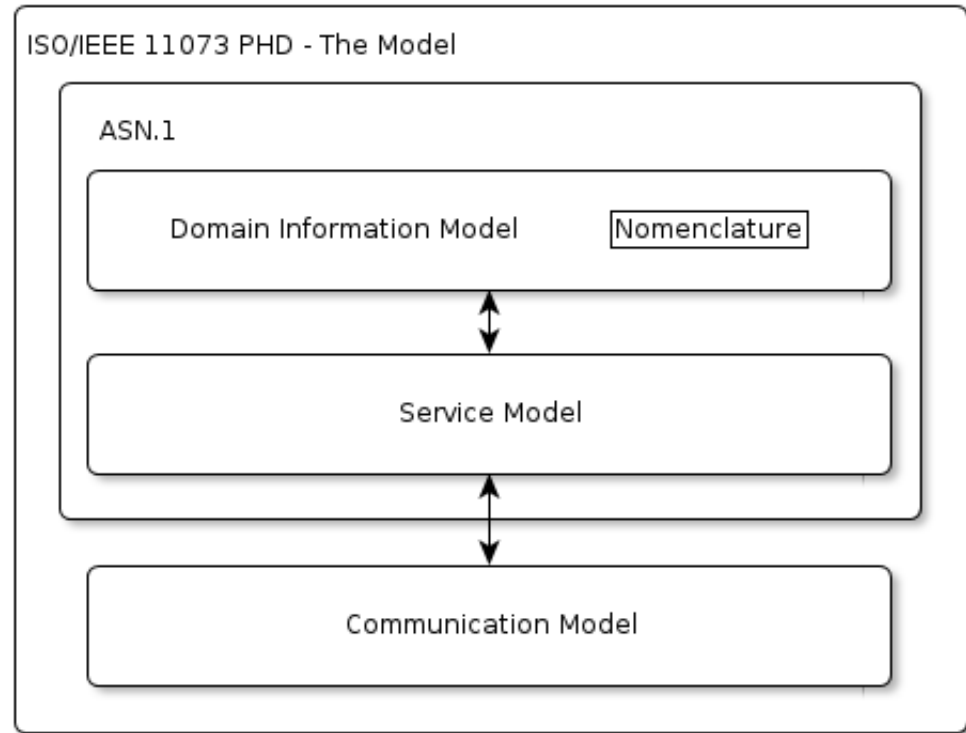 ISO/IEEE 11073 PHD - The Model
ASN.1
Domain Information Model
Nomenclature
Service Model
Communication Model